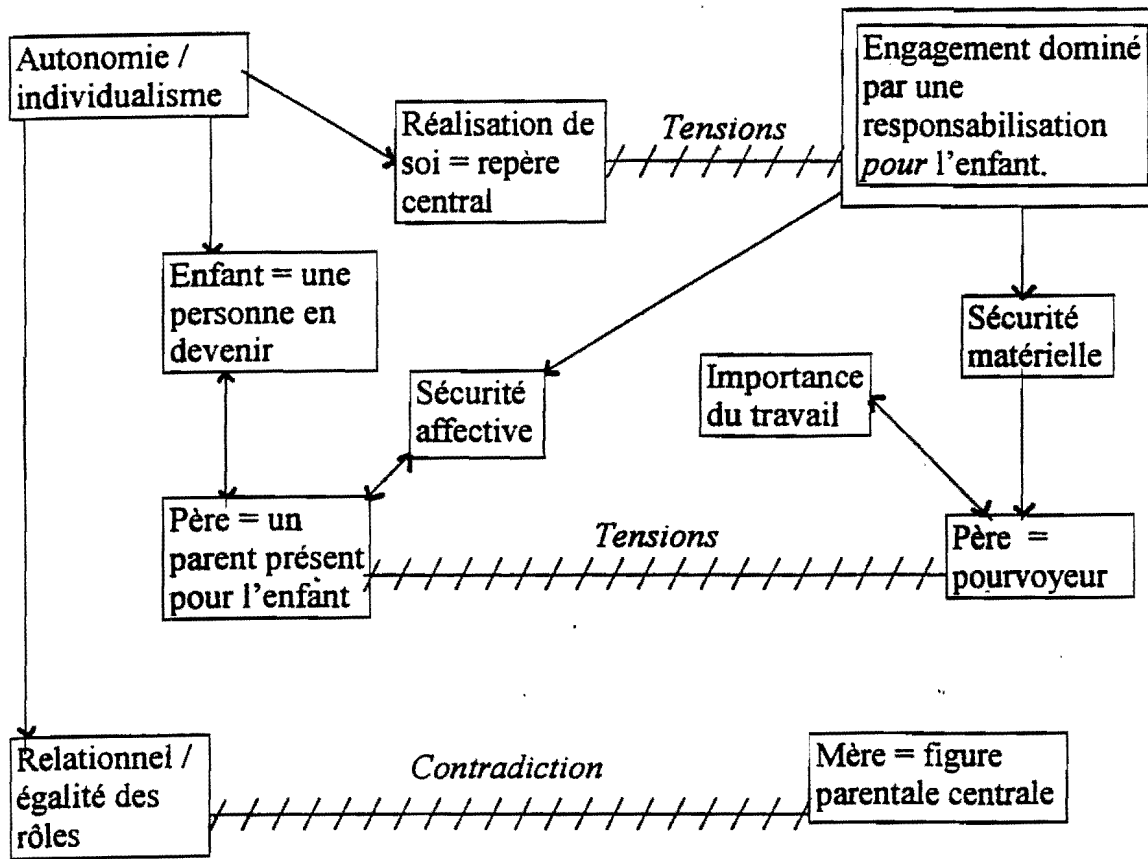 Autonomie /
individualisme
Engagement dominé
par une
responsabilisation
pour l'enfant.
Réalisation de
soi = repère
central
Tensions
Enfant = une
personne en
devenir
Sécurité
matérielle
Importance
du travail
Sécurité
affective
Père = un
parent présent
pour l'enfant
Tensions
Père =
pourvoyeur
Relationnel /
égalité des
rôles
Contradiction
Mère = figure
parentale centrale